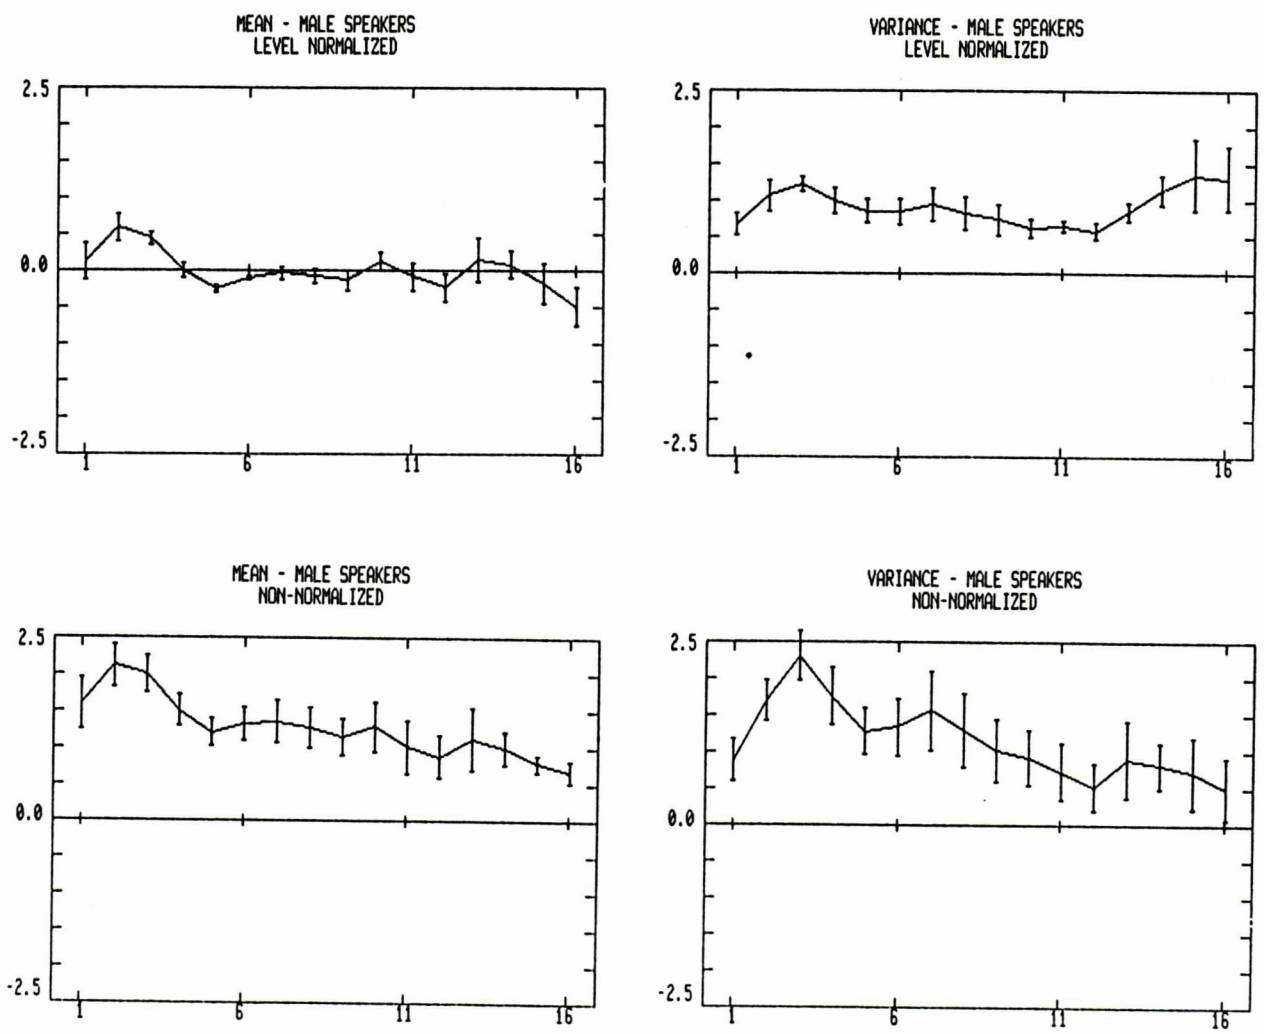 MEAN - MALE SPEAKERS
LEVEL NORMALIZED
2.5
0.0
-2.5
1 6 11 16
VARIANCE - MALE SPEAKERS
LEVEL NORMALIZED
2.5
0.0
-2.5
1 6 11 16
MEAN - MALE SPEAKERS
NON-NORMALIZED
2.5
0.0
-2.5
1 6 11 16
VARIANCE - MALE SPEAKERS
NON-NORMALIZED
2.5
0.0
-2.5
1 6 11 16